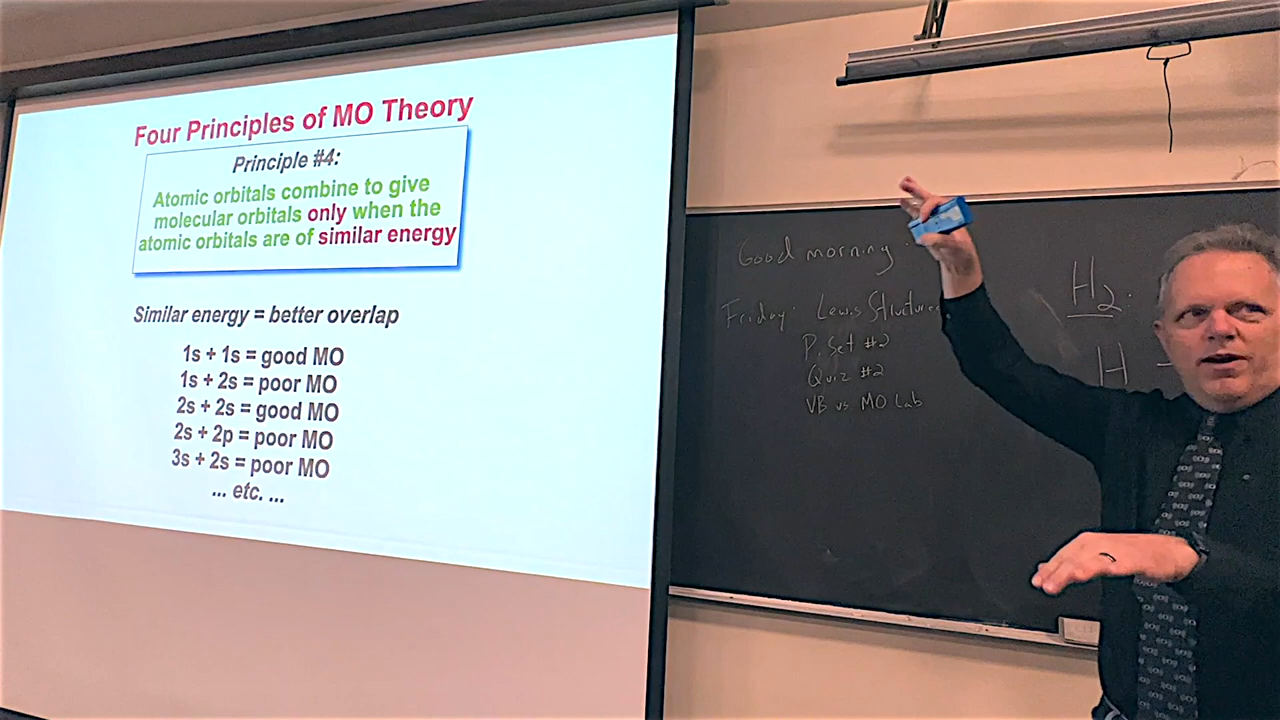 Four Principles of MO Theory
Principle #4:
Atomic orbitals combine to give
molecular orbitals only when the
atomic orbitals are of similar energy
Similar energy = better overlap
1s + 1s = good MO
1s + 2s = poor MO
2s + 2s = good MO
2s + 2p = poor MO
3s + 2s = poor MO
... etc. ...
Good morning
Friday: Lewis Structures
P. Set #2
Quiz #2
VB vs MO Lab
H2:
H -